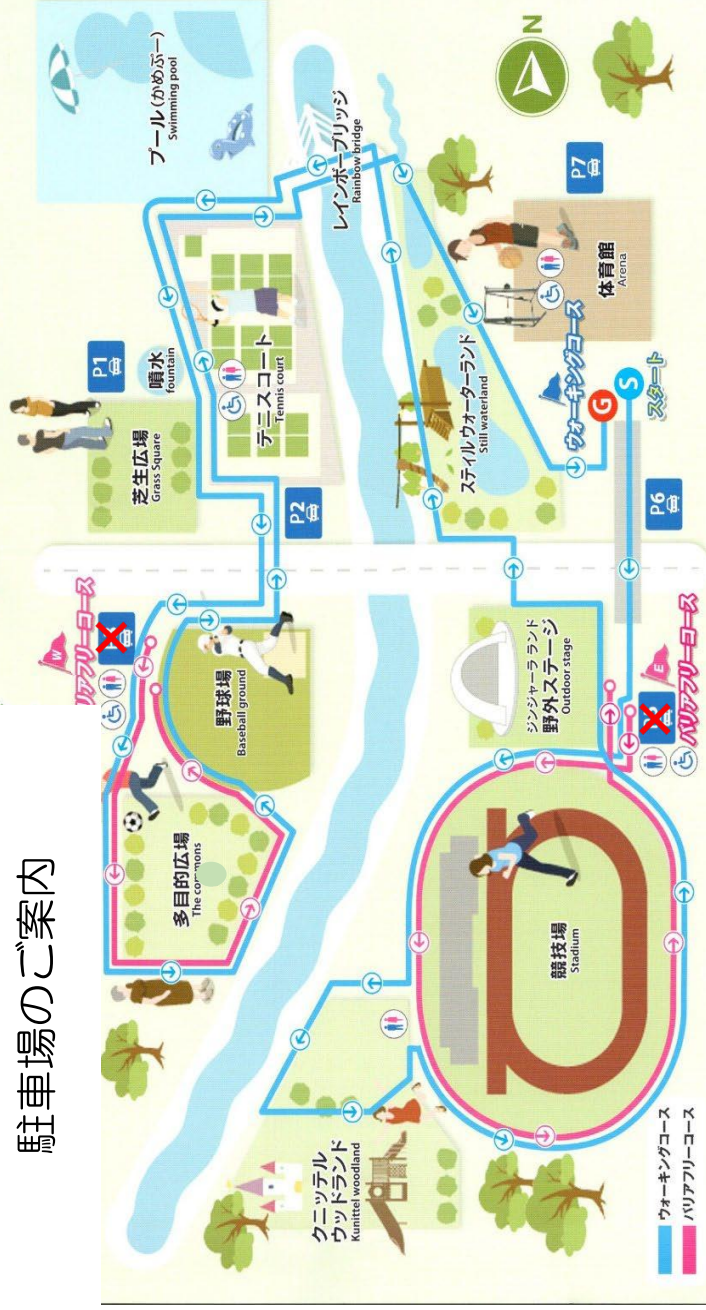 駐車場のご案内
リアフリーコース
W
多目的広場
The commons
野球場
Baseball ground
芝生広場
Grass Square
P1
噴水
fountain
プール(かめぷー)
Swimming pool
P2
テニスコート
Tennis court
レインボーブリッジ
Rainbow bridge
N
クニッテル
ウッドランド
Kunittel woodland
競技場
Stadium
ジンジャーラランド
野外ステージ
Outdoor stage
スティルウォーターランド
Still waterland
ウォーキングコース
G
S
スタート
体育館
Arena
P7
P6
E
バリアフリーコース
ウォーキングコース
バリアフリーコース